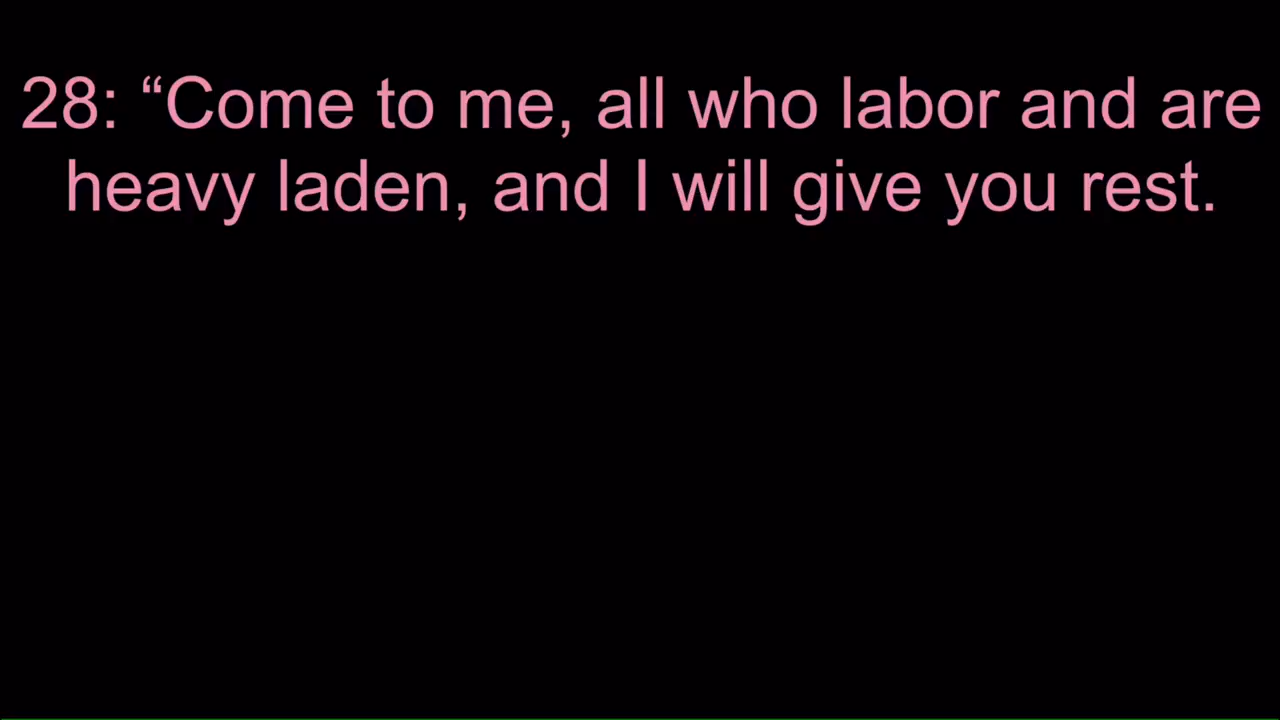 28: “Come to me, all who labor and are
heavy laden, and I will give you rest.